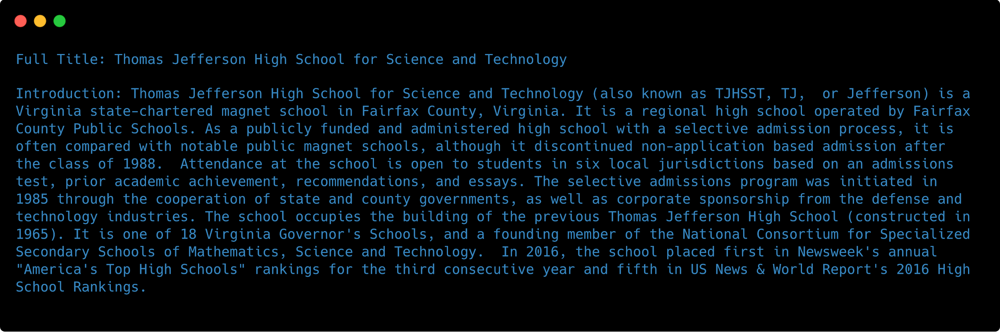 Full Title: Thomas Jefferson High School for Science and Technology
Introduction: Thomas Jefferson High School for Science and Technology (also known as TJHSST, TJ,  or Jefferson) is a
Virginia state-chartered magnet school in Fairfax County, Virginia. It is a regional high school operated by Fairfax
County Public Schools. As a publicly funded and administered high school with a selective admission process, it is
often compared with notable public magnet schools, although it discontinued non-application based admission after
the class of 1988.  Attendance at the school is open to students in six local jurisdictions based on an admissions
test, prior academic achievement, recommendations, and essays. The selective admissions program was initiated in
1985 through the cooperation of state and county governments, as well as corporate sponsorship from the defense and
technology industries. The school occupies the building of the previous Thomas Jefferson High School (constructed in
1965). It is one of 18 Virginia Governor's Schools, and a founding member of the National Consortium for Specialized
Secondary Schools of Mathematics, Science and Technology.  In 2016, the school placed first in Newsweek's annual
"America's Top High Schools" rankings for the third consecutive year and fifth in US News & World Report's 2016 High
School Rankings.